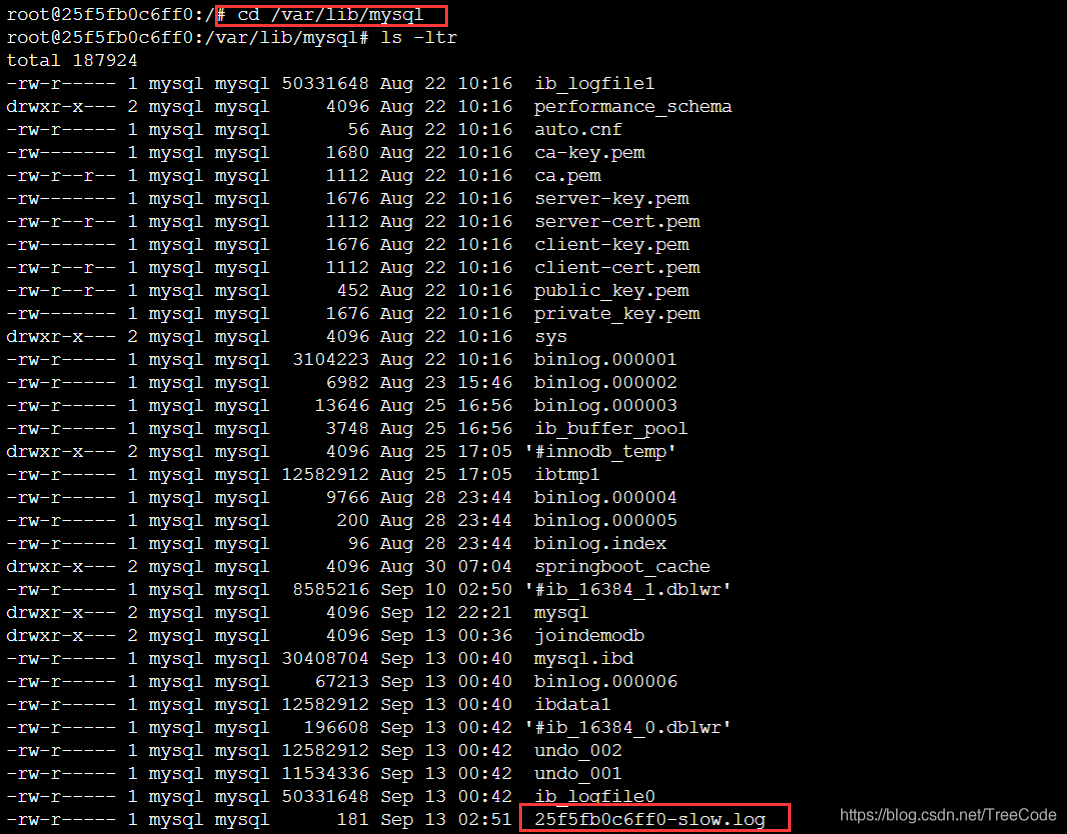 root@25f5fb0c6ff0:/# cd /var/lib/mysql
root@25f5fb0c6ff0:/var/lib/mysql# ls -ltr
total 187924
-rw-r----- 1 mysql mysql 50331648 Aug 22 10:16  ib_logfile1
drwxr-x--- 2 mysql mysql     4096 Aug 22 10:16  performance_schema
-rw-r----- 1 mysql mysql       56 Aug 22 10:16  auto.cnf
-rw------- 1 mysql mysql     1680 Aug 22 10:16  ca-key.pem
-rw-r--r-- 1 mysql mysql     1112 Aug 22 10:16  ca.pem
-rw------- 1 mysql mysql     1676 Aug 22 10:16  server-key.pem
-rw-r--r-- 1 mysql mysql     1112 Aug 22 10:16  server-cert.pem
-rw------- 1 mysql mysql     1676 Aug 22 10:16  client-key.pem
-rw-r--r-- 1 mysql mysql     1112 Aug 22 10:16  client-cert.pem
-rw-r--r-- 1 mysql mysql      452 Aug 22 10:16  public_key.pem
-rw------- 1 mysql mysql     1676 Aug 22 10:16  private_key.pem
drwxr-x--- 2 mysql mysql     4096 Aug 22 10:16  sys
-rw-r----- 1 mysql mysql  3104223 Aug 22 10:16  binlog.000001
-rw-r----- 1 mysql mysql     6982 Aug 23 15:46  binlog.000002
-rw-r----- 1 mysql mysql    13646 Aug 25 16:56  binlog.000003
-rw-r----- 1 mysql mysql     3748 Aug 25 16:56  ib_buffer_pool
drwxr-x--- 2 mysql mysql     4096 Aug 25 17:05 '#innodb_temp'
-rw-r----- 1 mysql mysql 12582912 Aug 25 17:05  ibtmp1
-rw-r----- 1 mysql mysql     9766 Aug 28 23:44  binlog.000004
-rw-r----- 1 mysql mysql      200 Aug 28 23:44  binlog.000005
-rw-r----- 1 mysql mysql       96 Aug 28 23:44  binlog.index
drwxr-x--- 2 mysql mysql     4096 Aug 30 07:04  springboot_cache
-rw-r----- 1 mysql mysql  8585216 Sep 10 02:50 '#ib_16384_1.dblwr'
drwxr-x--- 2 mysql mysql     4096 Sep 12 22:21  mysql
drwxr-x--- 2 mysql mysql     4096 Sep 13 00:36  joindemodb
-rw-r----- 1 mysql mysql 30408704 Sep 13 00:40  mysql.ibd
-rw-r----- 1 mysql mysql    67213 Sep 13 00:40  binlog.000006
-rw-r----- 1 mysql mysql 12582912 Sep 13 00:40  ibdata1
-rw-r----- 1 mysql mysql   196608 Sep 13 00:42 '#ib_16384_0.dblwr'
-rw-r----- 1 mysql mysql 12582912 Sep 13 00:42  undo_002
-rw-r----- 1 mysql mysql 11534336 Sep 13 00:42  undo_001
-rw-r----- 1 mysql mysql 50331648 Sep 13 00:42  ib_logfile0
-rw-r----- 1 mysql mysql      181 Sep 13 02:51  25f5fb0c6ff0-slow.log
https://blog.csdn.net/TreeCode